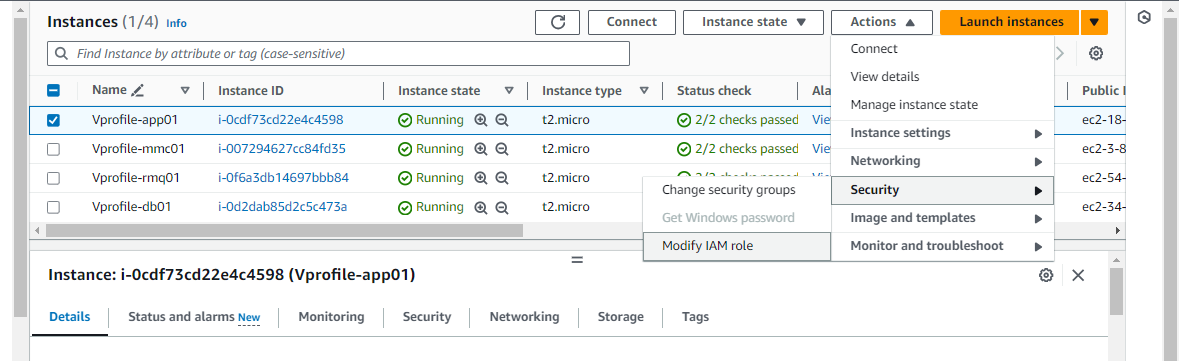 Instances (1/4) Info
Connect
Instance state
Actions
Launch instances
Find Instance by attribute or tag (case-sensitive)
Connect
View details
Manage instance state
Instance settings
Networking
Security
Image and templates
Monitor and troubleshoot
Change security groups
Get Windows password
Modify IAM role
Name Instance ID Instance state Instance type Status check Ala Public I
Vprofile-app01 i-0cdf73cd22e4c4598 Running t2.micro 2/2 checks passed View ec2-18-
Vprofile-mmc01 i-007294627cc84fd35 Running t2.micro 2/2 checks passed View ec2-3-8
Vprofile-rmq01 i-0f6a3db14697bbb84 Running t2.micro ec2-54-
Vprofile-db01 i-0d2dab85d2c5c473a Running t2.micro ec2-34-
Instance: i-0cdf73cd22e4c4598 (Vprofile-app01)
Details Status and alarms New Monitoring Security Networking Storage Tags